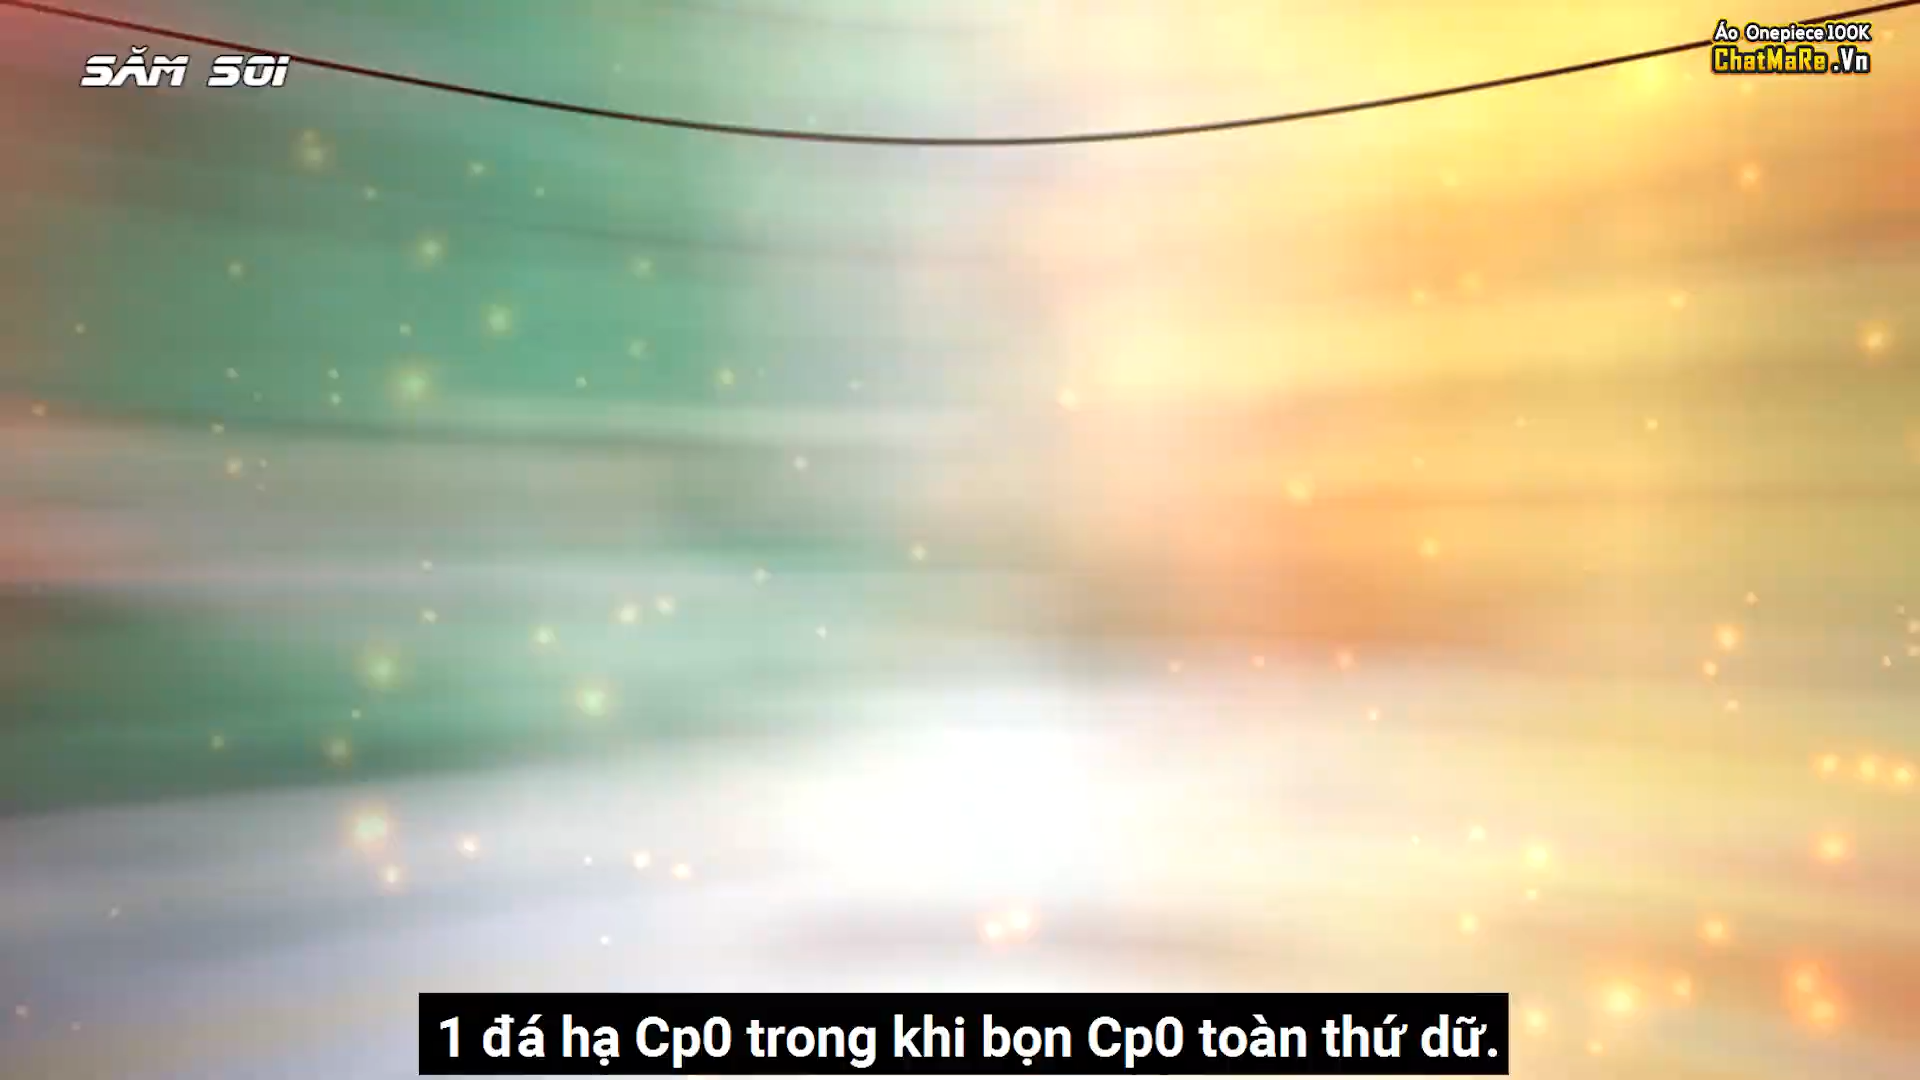 SĂM SOI
Áo Onepiece 100K
ChatMaRe.Vn
1 đá hạ Cp0 trong khi bọn Cp0 toàn thứ dữ.